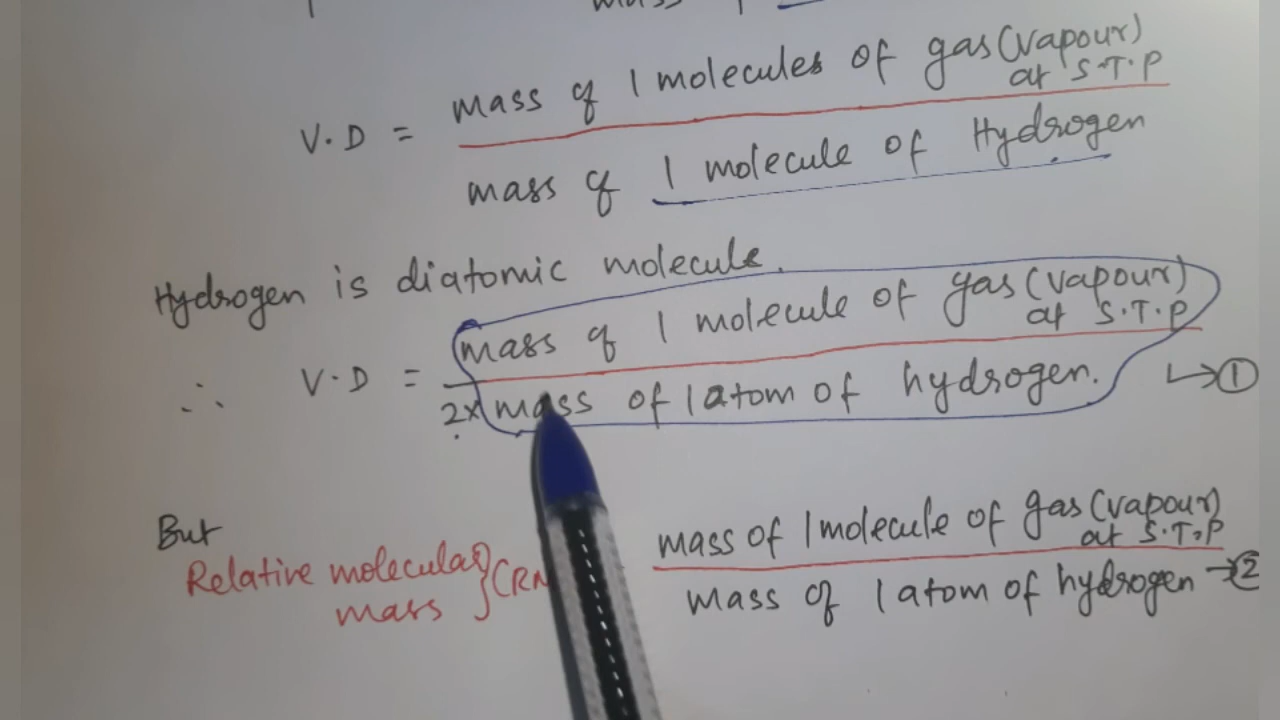 V.D = mass of 1 molecules of gas (vapour) at S.T.P
mass of 1 molecule of Hydrogen
Hydrogen is diatomic molecule.
∴ V.D = mass of 1 molecule of gas (vapour) at S.T.P
2x mass of 1 atom of hydrogen. → 1
But
Relative molecular mass } (RM
mass of 1 molecule of gas (vapour) at S.T.P
mass of 1 atom of hydrogen → 2